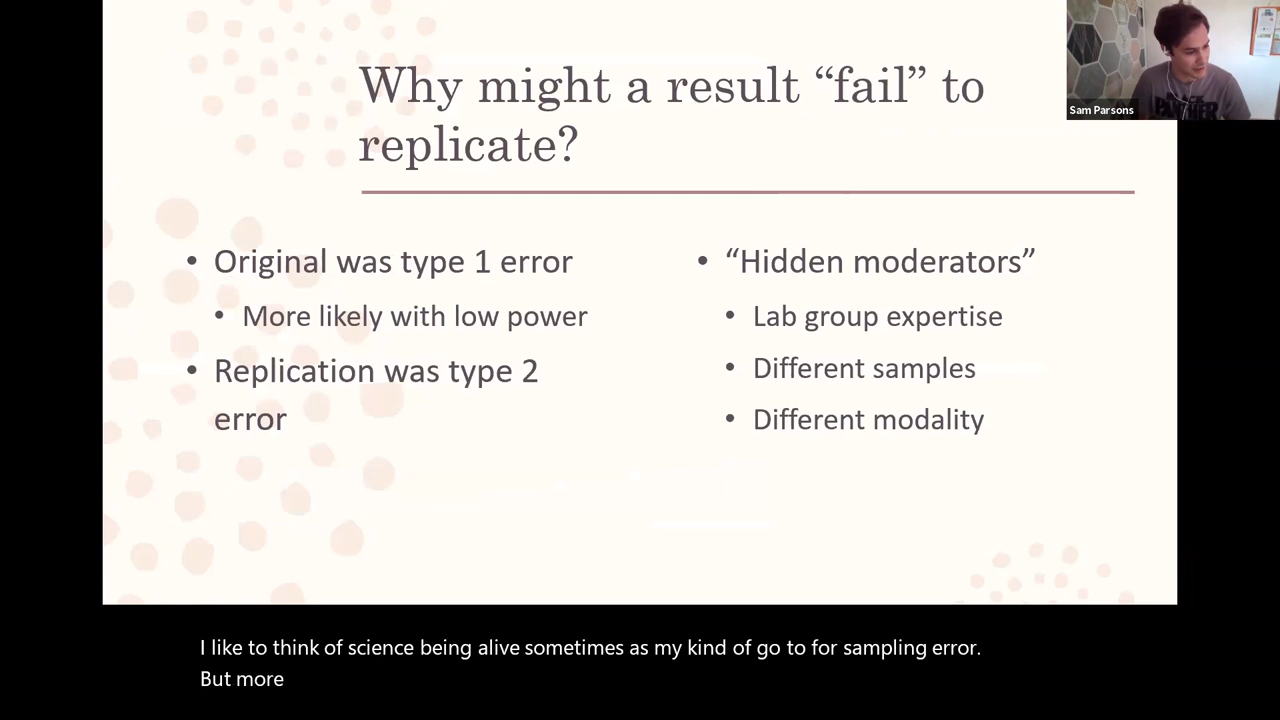 Why might a result “fail” to
replicate?
Sam Parsons
• Original was type 1 error
• More likely with low power
• Replication was type 2
error
• “Hidden moderators”
• Lab group expertise
• Different samples
• Different modality
I like to think of science being alive sometimes as my kind of go to for sampling error.
But more